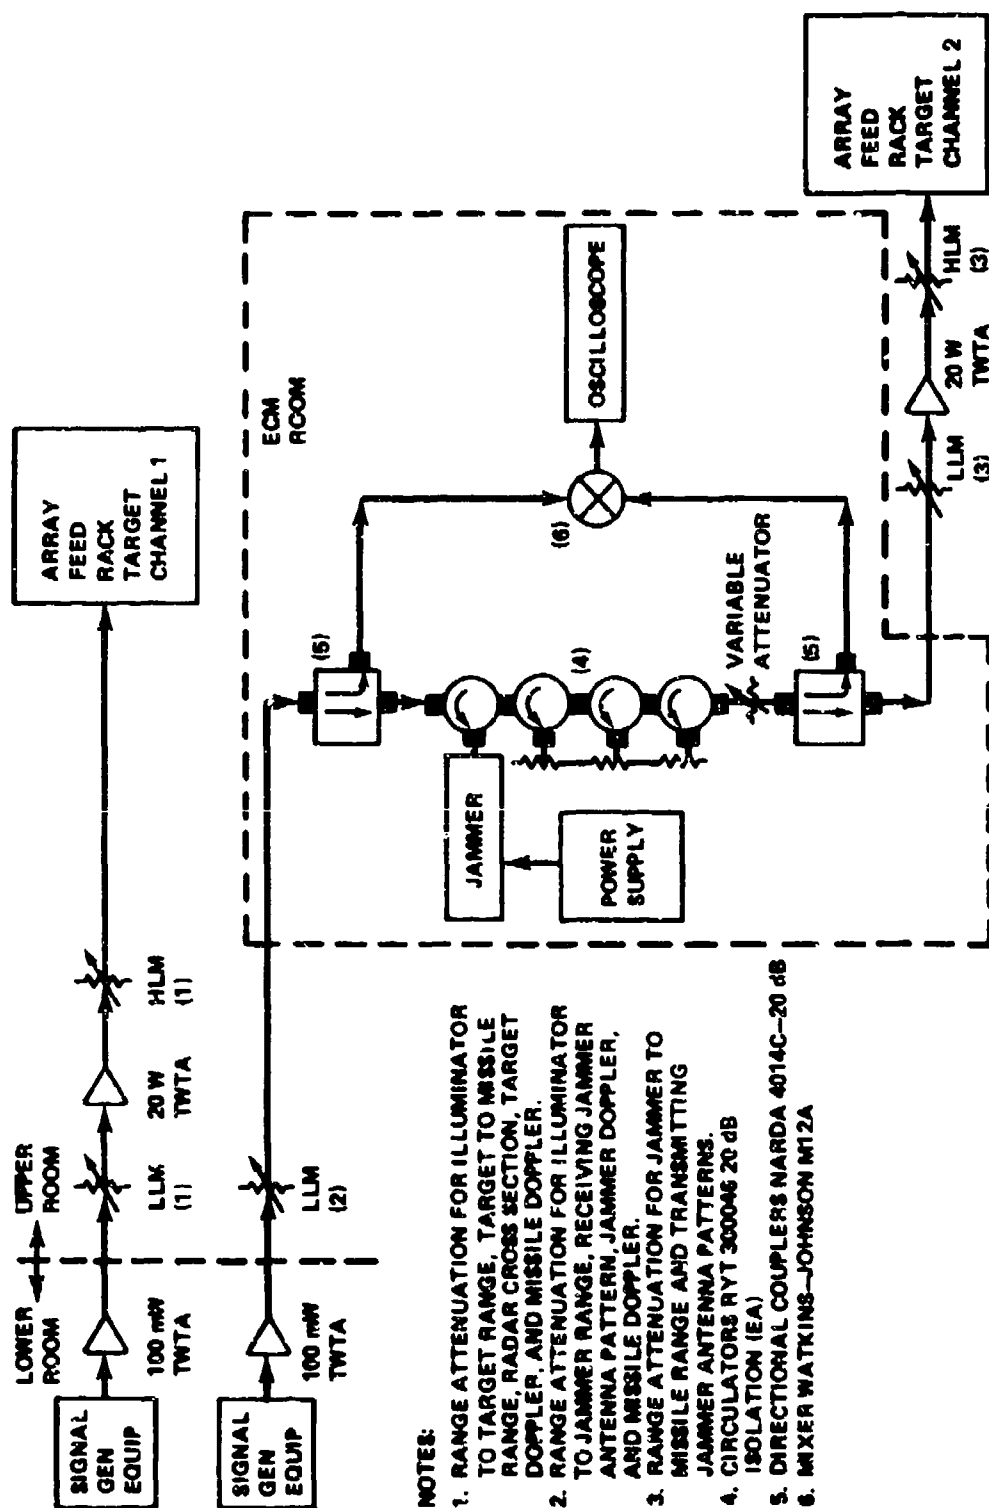 LOWER
ROOM
UPPER
ROOM
SIGNAL
GEN
EQUIP
100 mW
TWTA
LLM
(1)
20 W
TWTA
HLM
(1)
ARRAY
FEED
RACK
TARGET
CHANNEL 1
SIGNAL
GEN
EQUIP
100 mW
TWTA
LLM
(2)
ECM
ROOM
(5)
JAMMER
POWER
SUPPLY
(4)
(6)
OSCILLOSCOPE
VARIABLE
ATTENUATOR
(5)
LLM
(3)
20 W
TWTA
HLM
(3)
ARRAY
FEED
RACK
TARGET
CHANNEL 2
NOTES:
1. RANGE ATTENUATION FOR ILLUMINATOR
TO TARGET RANGE, TARGET TO MISSILE
RANGE, RADAR CROSS SECTION, TARGET
DOPPLER, AND MISSILE DOPPLER.
2. RANGE ATTENUATION FOR ILLUMINATOR
TO JAMMER RANGE, RECEIVING JAMMER
ANTENNA PATTERN, JAMMER DOPPLER,
AND MISSILE DOPPLER.
3. RANGE ATTENUATION FOR JAMMER TO
MISSILE RANGE AND TRANSMITTING
JAMMER ANTENNA PATTERNS.
4. CIRCULATORS RYT 300046 20 dB
ISOLATION (EA)
5. DIRECTIONAL COUPLERS NARDA 4014C-20 dB
6. MIXER WATKINS-JOHNSON M12A